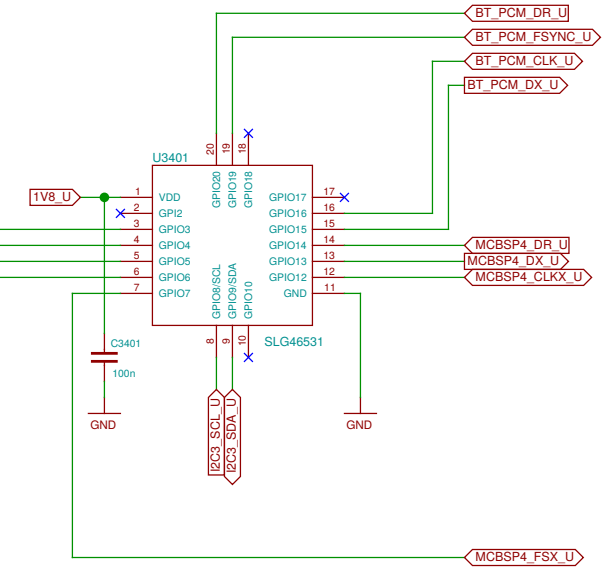 BT_PCM_DR_U
BT_PCM_FSYNC_U
BT_PCM_CLK_U
BT_PCM_DX_U
20
19
18
U3401
GPIO20
GPIO19
GPIO18
1V8_U
1
VDD
2
GPI2
3
GPIO3
4
GPIO4
5
GPIO5
6
GPIO6
7
GPIO7
GPIO17
17
GPIO16
16
GPIO15
15
GPIO14
14
GPIO13
13
GPIO12
12
GND
11
MCBSP4_DR_U
MCBSP4_DX_U
MCBSP4_CLKX_U
GPIO8/SCL
GPIO9/SDA
GPIO10
8
9
10
SLG46531
C3401
100n
GND
I2C3_SCL_U
I2C3_SDA_U
GND
MCBSP4_FSX_U